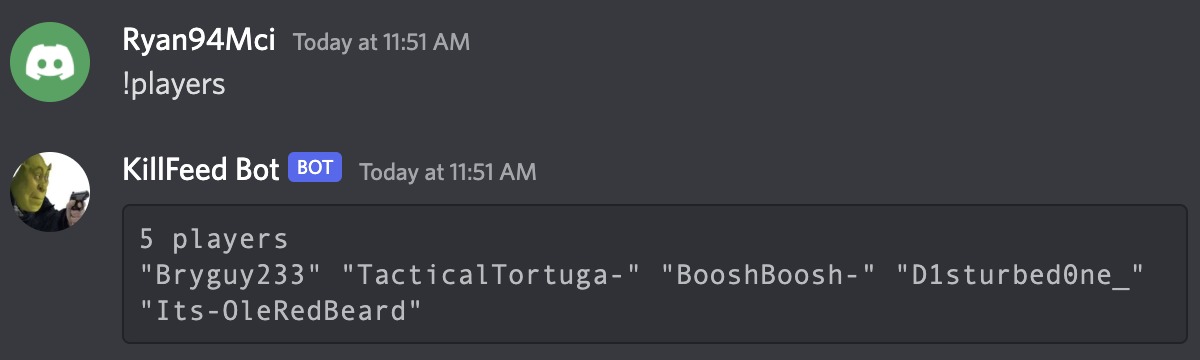 Ryan94Mci Today at 11:51 AM
!players
KillFeed Bot BOT Today at 11:51 AM
5 players
"Bryguy233" "TacticalTortuga-" "BooshBoosh-" "D1sturbed0ne_"
"Its-OleRedBeard"